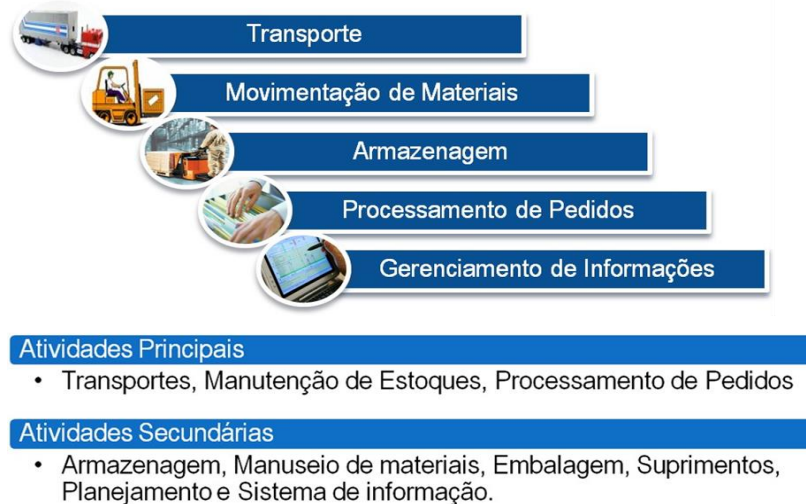 Transporte
Movimentação de Materiais
Armazenagem
Processamento de Pedidos
Gerenciamento de Informações
Atividades Principais
• Transportes, Manutenção de Estoques, Processamento de Pedidos
Atividades Secundárias
• Armazenagem, Manuseio de materiais, Embalagem, Suprimentos,
Planejamento e Sistema de informação.